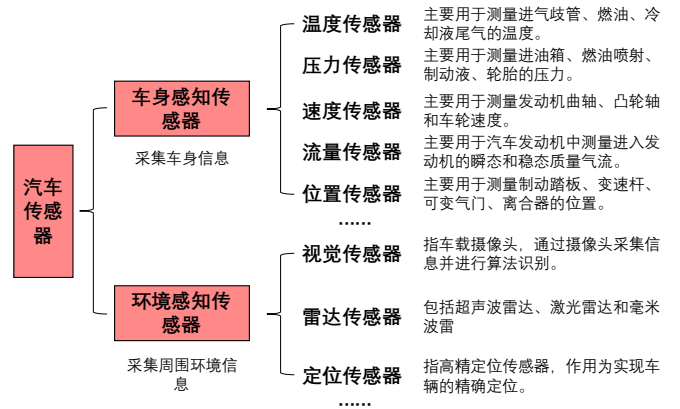 汽车
传感
器
车身感知传
感器
采集车身信息
温度传感器
主要用于测量进气歧管、燃油、冷
却液尾气的温度。
压力传感器
主要用于测量进油箱、燃油喷射、
制动液、轮胎的压力。
速度传感器
主要用于测量发动机曲轴、凸轮轴
和车轮速度。
流量传感器
主要用于汽车发动机中测量进入发
动机的瞬态和稳态质量气流。
位置传感器
主要用于测量制动踏板、变速杆、
可变气门、离合器的位置。
……
环境感知传
感器
采集周围环境信
息
视觉传感器
指车载摄像头，通过摄像头采集信
息并进行算法识别。
雷达传感器
包括超声波雷达、激光雷达和毫米
波雷
定位传感器
指高精定位传感器，作用为实现车
辆的精确定位。
……